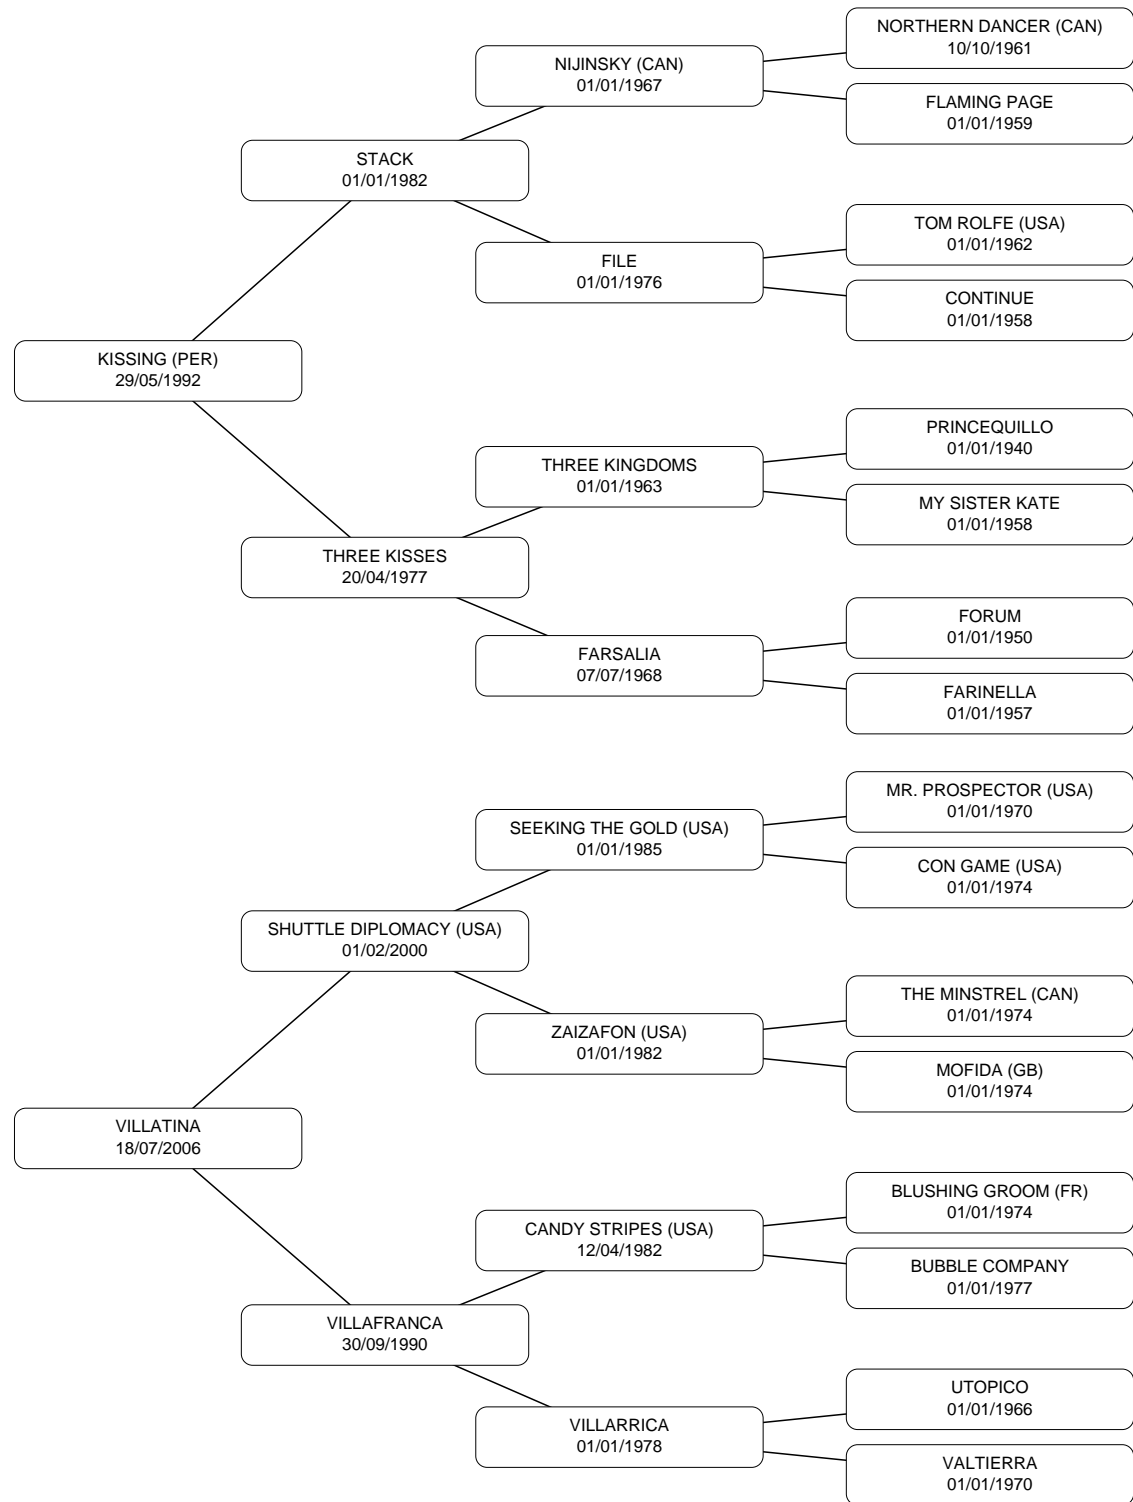 NORTHERN DANCER (CAN)
10/10/1961
NIJINSKY (CAN)
01/01/1967
FLAMING PAGE
01/01/1959
STACK
01/01/1982
TOM ROLFE (USA)
01/01/1962
FILE
01/01/1976
CONTINUE
01/01/1958
KISSING (PER)
29/05/1992
PRINCEQUILLO
01/01/1940
THREE KINGDOMS
01/01/1963
MY SISTER KATE
01/01/1958
THREE KISSES
20/04/1977
FORUM
01/01/1950
FARSALIA
07/07/1968
FARINELLA
01/01/1957
MR. PROSPECTOR (USA)
01/01/1970
SEEKING THE GOLD (USA)
01/01/1985
CON GAME (USA)
01/01/1974
SHUTTLE DIPLOMACY (USA)
01/02/2000
THE MINSTREL (CAN)
01/01/1974
ZAIZAFON (USA)
01/01/1982
MOFIDA (GB)
01/01/1974
VILLATINA
18/07/2006
BLUSHING GROOM (FR)
01/01/1974
CANDY STRIPES (USA)
12/04/1982
BUBBLE COMPANY
01/01/1977
VILLAFRANCA
30/09/1990
UTOPICO
01/01/1966
VILLARRICA
01/01/1978
VALTIERRA
01/01/1970